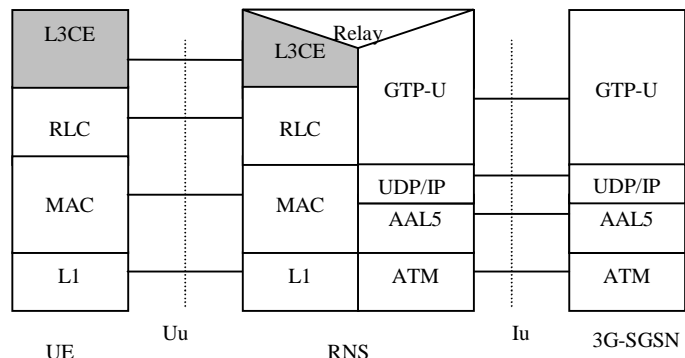 L3CE
RLC
MAC
L1
UE
Uu
Relay
L3CE
RLC
MAC
L1
GTP-U
UDP/IP
AAL5
ATM
RNS
Iu
GTP-U
UDP/IP
AAL5
ATM
3G-SGSN